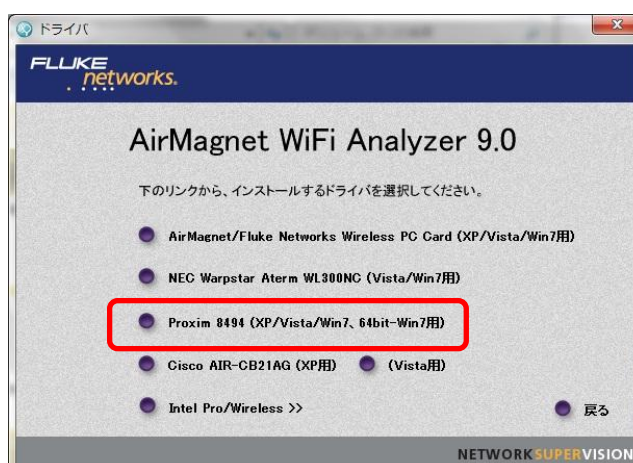 ドライバ
FLUKE
networks.
AirMagnet WiFi Analyzer 9.0
下のリンクから、インストールするドライバを選択してください。
AirMagnet/Fluke Networks Wireless PC Card (XP/Vista/Win7用)
NEC Warpstar Aterm WL300NC (Vista/Win7用)
Proxim 8494 (XP/Vista/Win7、64bit-Win7用)
Cisco AIR-CB21AG (XP用) (Vista用)
Intel Pro/Wireless >> 戻る
NETWORKSUPERVISION